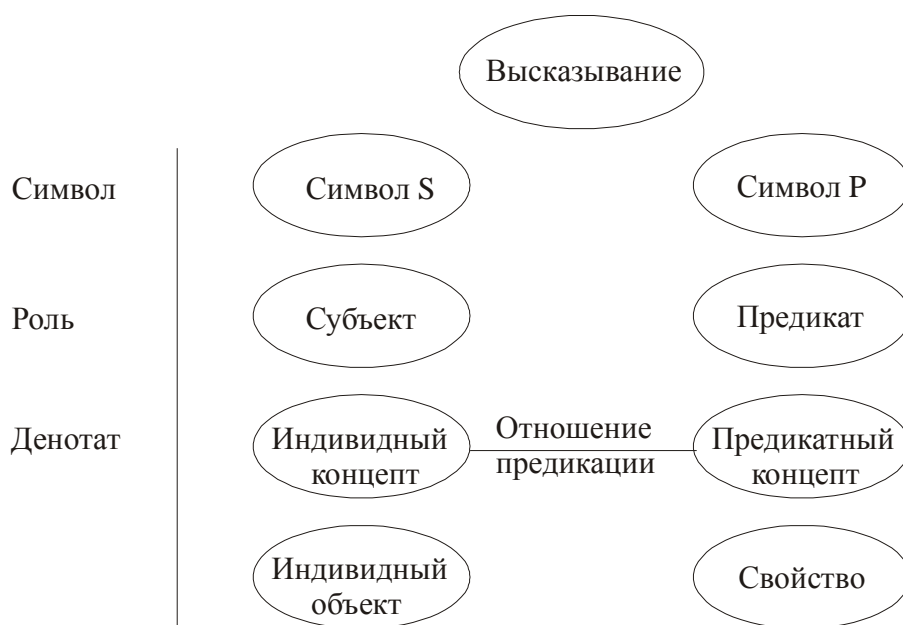 Высказывание
Символ
Символ S
Символ P
Роль
Субъект
Предикат
Денотат
Индивидный
концепт
Отношение
предикации
Предикатный
концепт
Индивидный
объект
Свойство